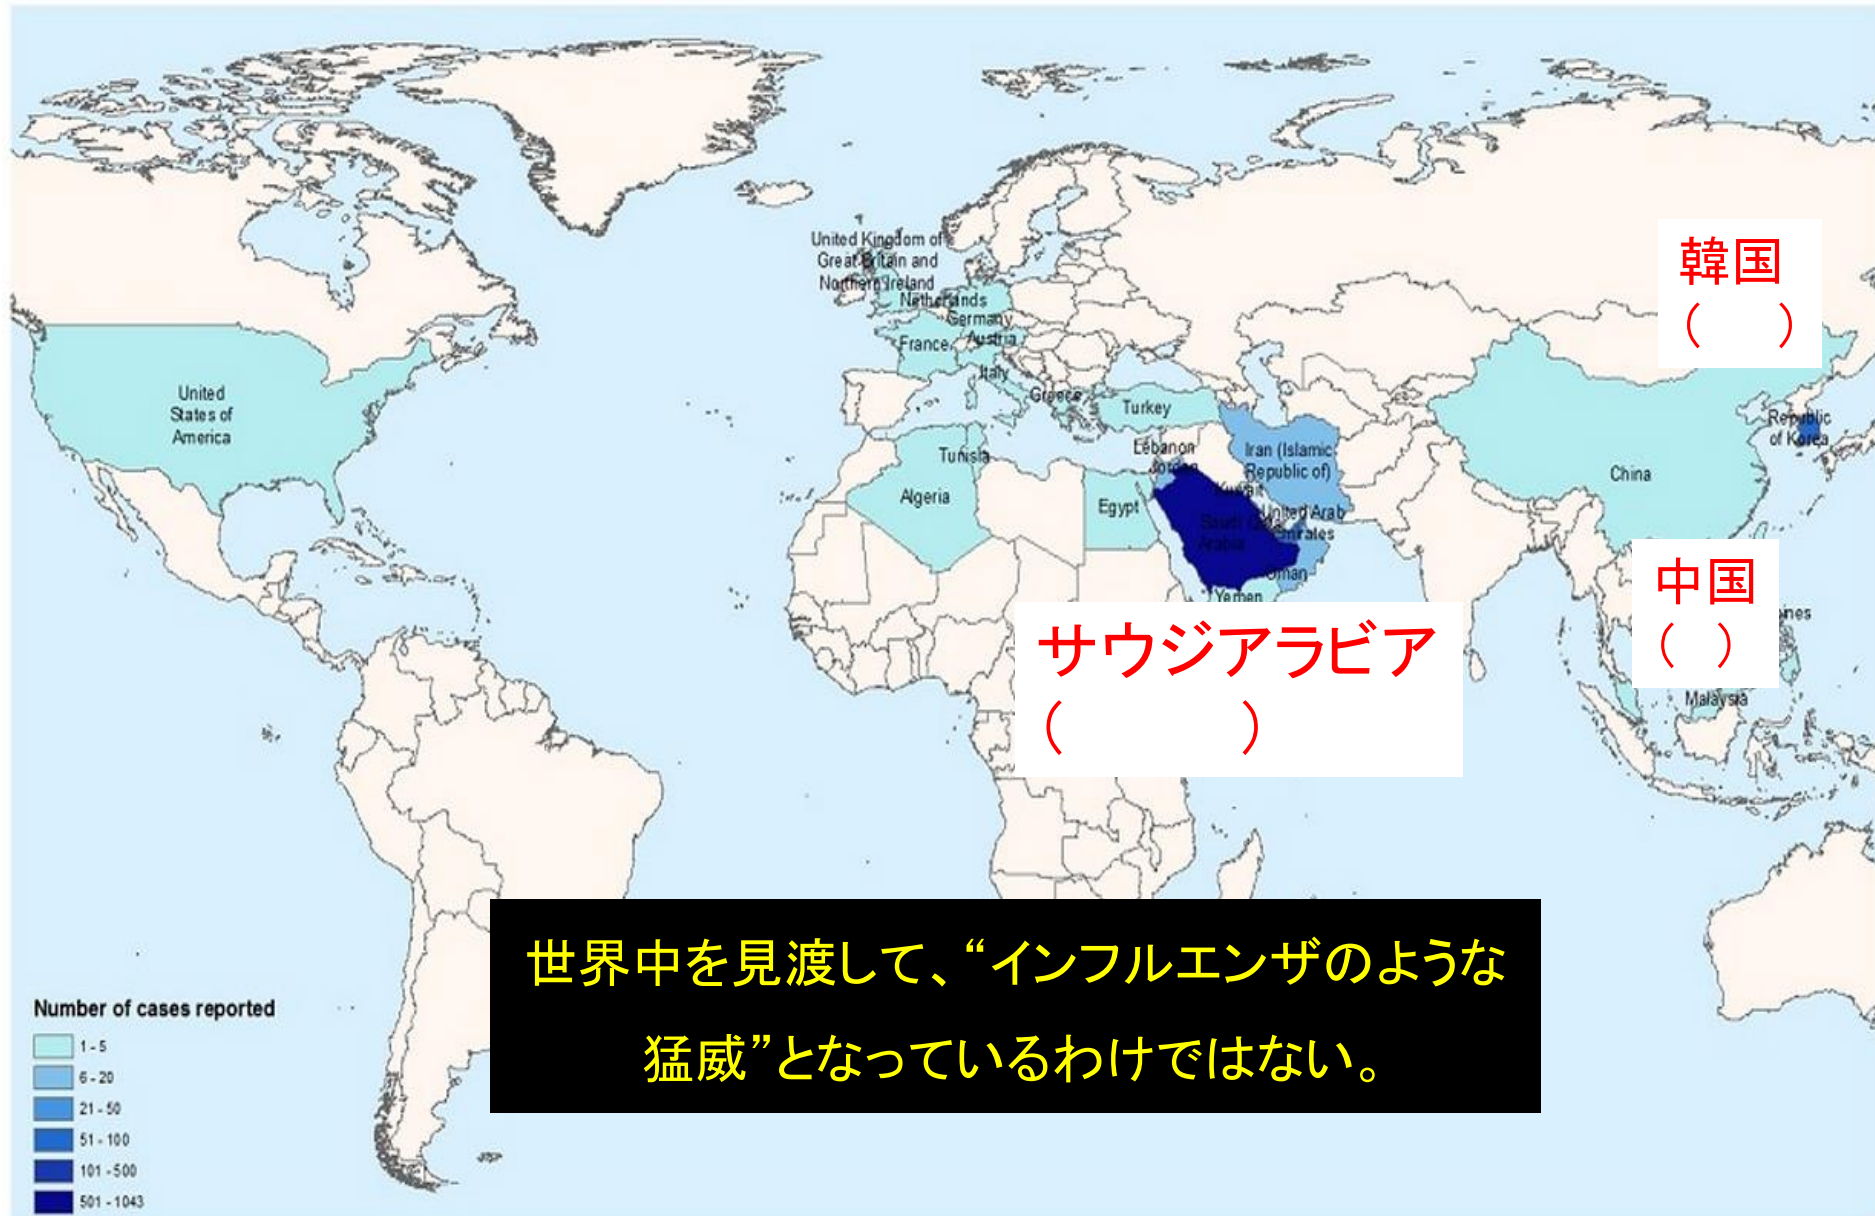 United Kingdom of
Great Britain and
Northern Ireland
Netherlands
Germany
Austria
France
Italy
Greece
Turkey
United
States of
America
Tunisia
Algeria
Egypt
Lebanon
Jordan
Iran (Islamic
Republic of)
Kuwait
Saudi
Arabia
United Arab
Emirates
Oman
Yemen
China
Republic
of Korea
韓国
(　　)
中国
(　)
サウジアラビア
(　　　　)
Malaysia
世界中を見渡して、“インフルエンザのような
猛威”となっているわけではない。
Number of cases reported
1 - 5
6 - 20
21 - 50
51 - 100
101 - 500
501 - 1043